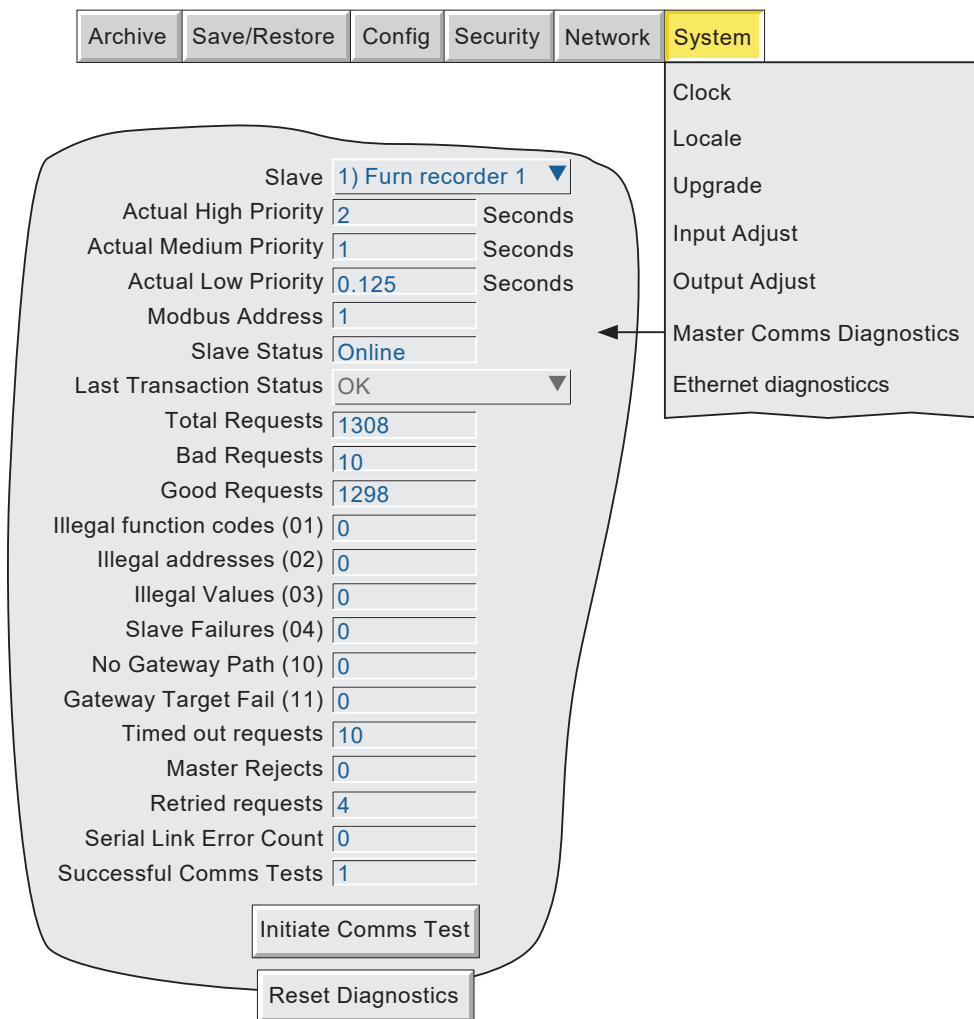 Archive Save/Restore Config Security Network System
Clock
Locale
Upgrade
Input Adjust
Output Adjust
Master Comms Diagnostics
Ethernet diagnosticcs
Slave 1) Furn recorder 1
Actual High Priority 2 Seconds
Actual Medium Priority 1 Seconds
Actual Low Priority 0.125 Seconds
Modbus Address 1
Slave Status Online
Last Transaction Status OK
Total Requests 1308
Bad Requests 10
Good Requests 1298
Illegal function codes (01) 0
Illegal addresses (02) 0
Illegal Values (03) 0
Slave Failures (04) 0
No Gateway Path (10) 0
Gateway Target Fail (11) 0
Timed out requests 10
Master Rejects 0
Retried requests 4
Serial Link Error Count 0
Successful Comms Tests 1
Initiate Comms Test
Reset Diagnostics